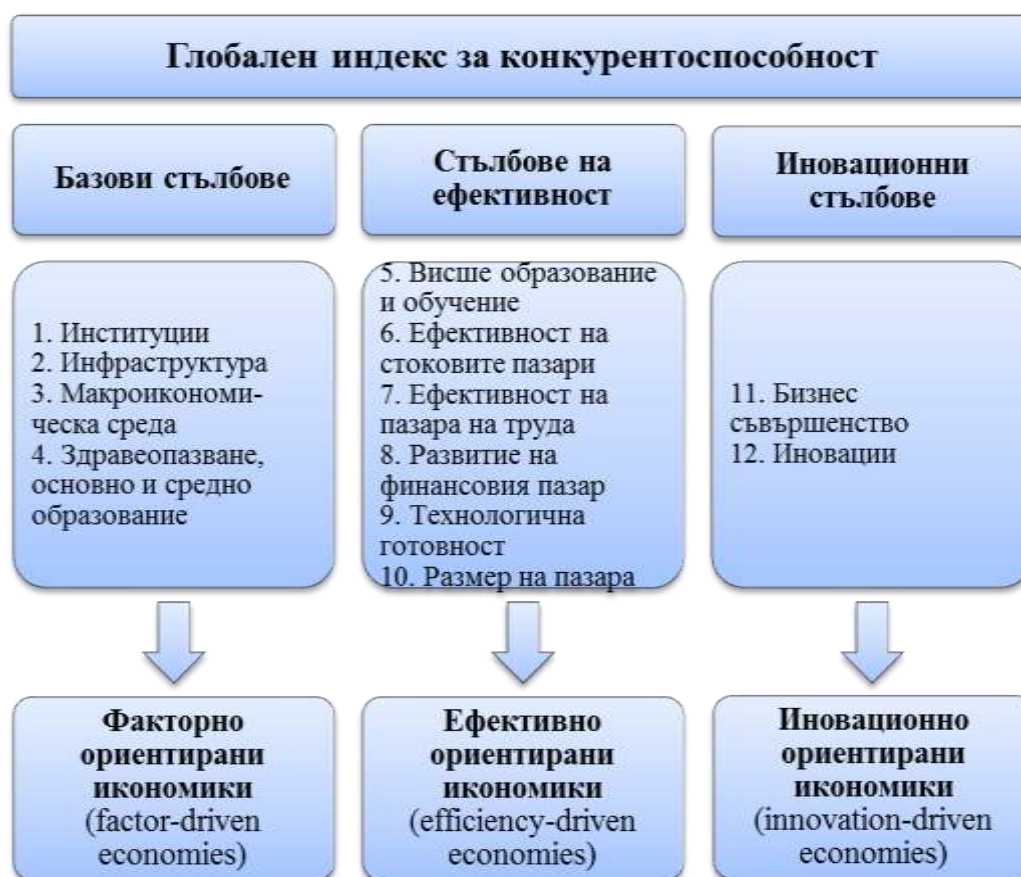 Глобален индекс за конкурентоспособност
Базови стълбове
Стълбове на
ефективност
Иновационни
стълбове
1. Институции
2. Инфраструктура
3. Макроикономи-
ческа среда
4. Здравеопазване,
основно и средно
образование
5. Висше образование
и обучение
6. Ефективност на
стоковите пазари
7. Ефективност на
пазара на труда
8. Развитие на
финансовия пазар
9. Технологична
готовност
10. Размер на пазара
11. Бизнес
съвършенство
12. Иновации
Факторно
ориентирани
икономики
(factor-driven
economies)
Ефективно
ориентирани
икономики
(efficiency-driven
economies)
Иновационно
ориентирани
икономики
(innovation-driven
economies)